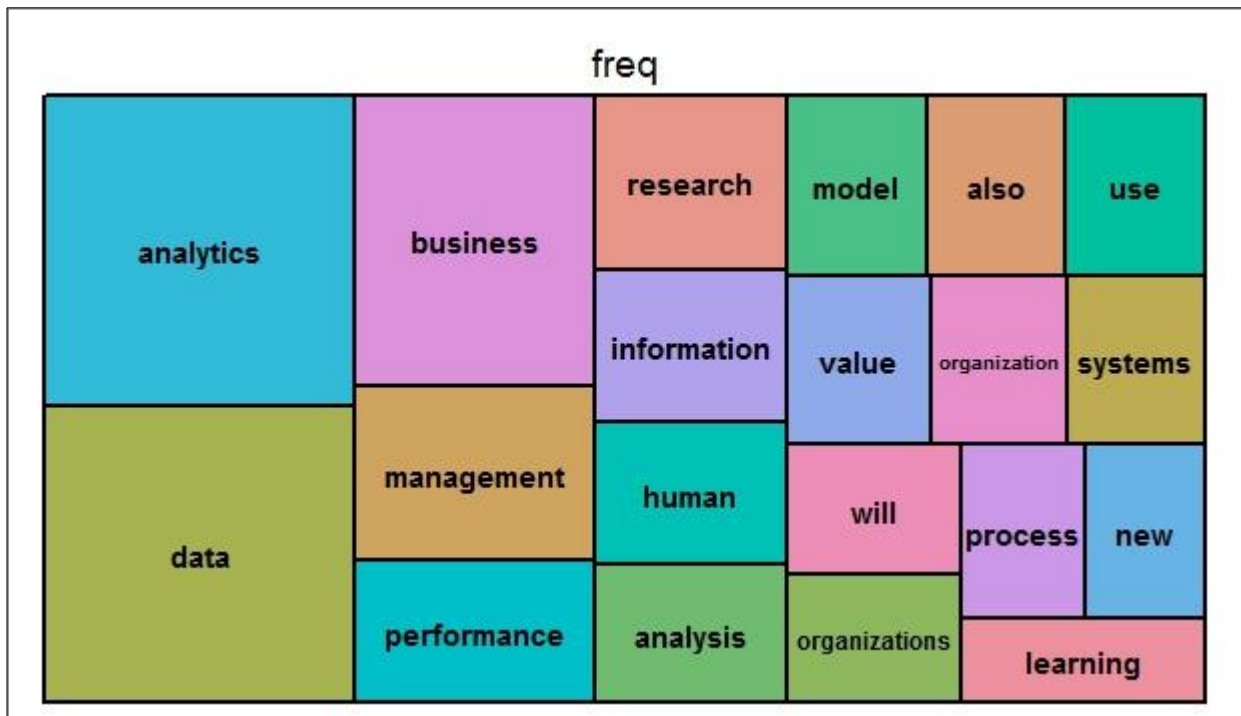 freq
analytics
data
business
management
performance
research
information
human
analysis
model
also
use
value
organization
systems
will
organizations
process
new
learning